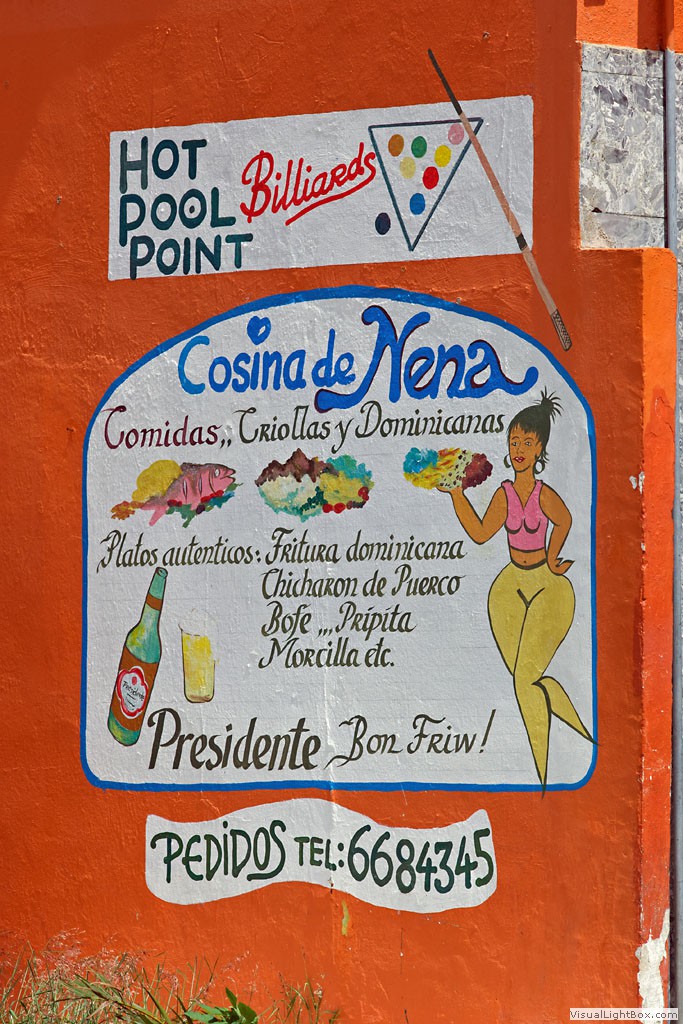 HOT
POOL
POINT
Billiards
Cosina de Nena
Comidas,, Criollas y Dominicanas
Platos autenticos: Fritura dominicana
Chicharon de Puerco
Bofe ,,, Pripita
Morcilla etc.
Presidente
Presidente Bon Friw!
PEDIDOS TEL: 6684345
VisualLightBox.com